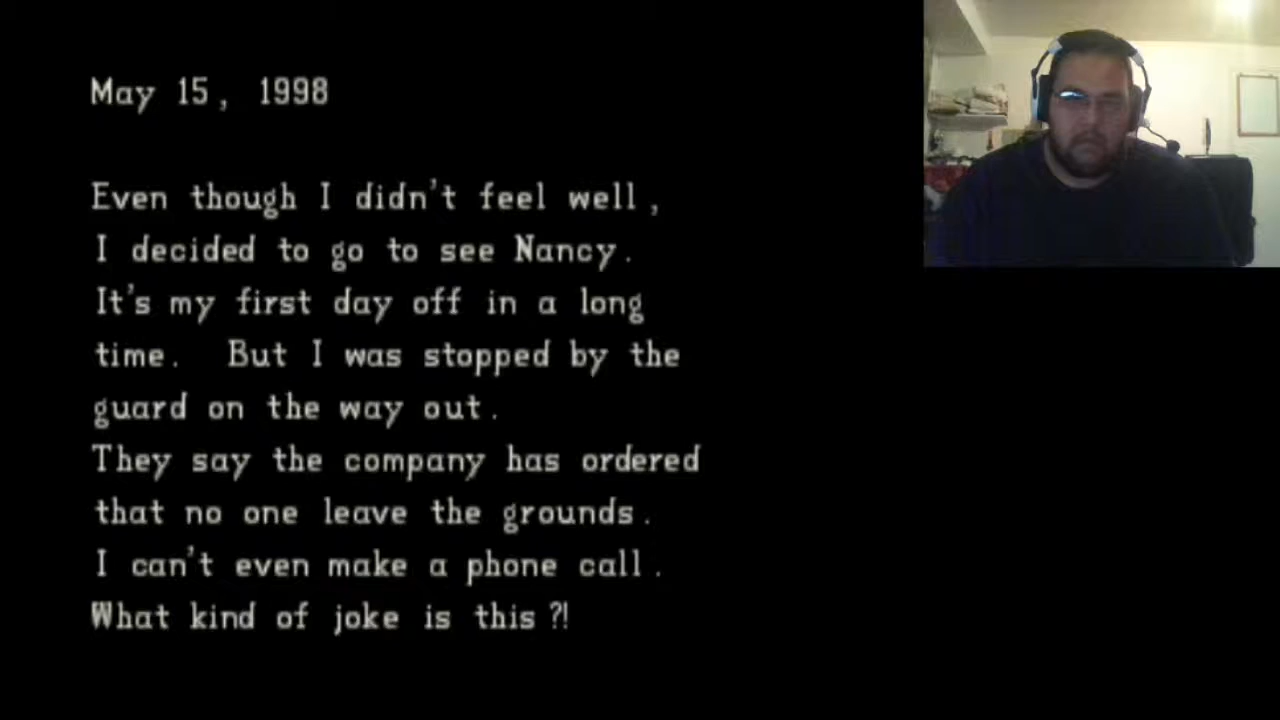 May 15, 1998
Even though I didn't feel well,
I decided to go to see Nancy.
It's my first day off in a long
time. But I was stopped by the
guard on the way out.
They say the company has ordered
that no one leave the grounds.
I can't even make a phone call.
What kind of joke is this?!